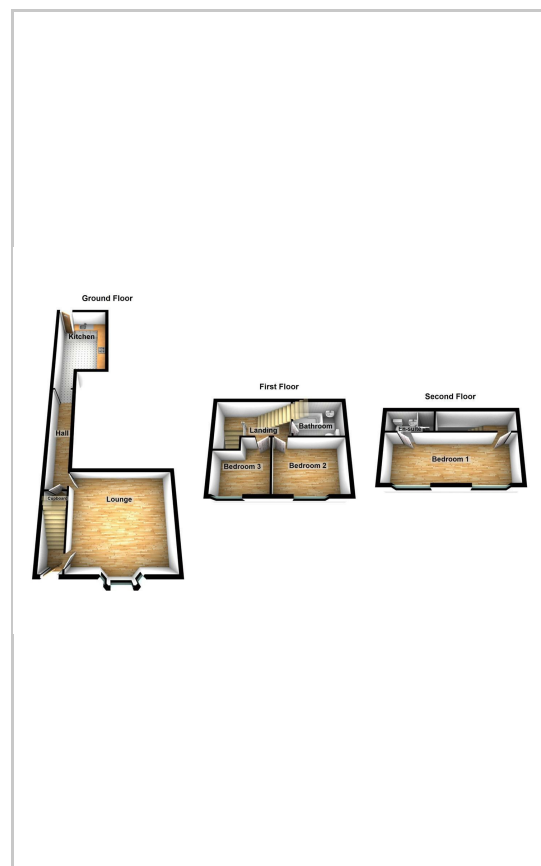 Ground Floor
Kitchen
Hall
Cupboard
Lounge
First Floor
Landing
Bathroom
Bedroom 3
Bedroom 2
Second Floor
En-suite
Bedroom 1